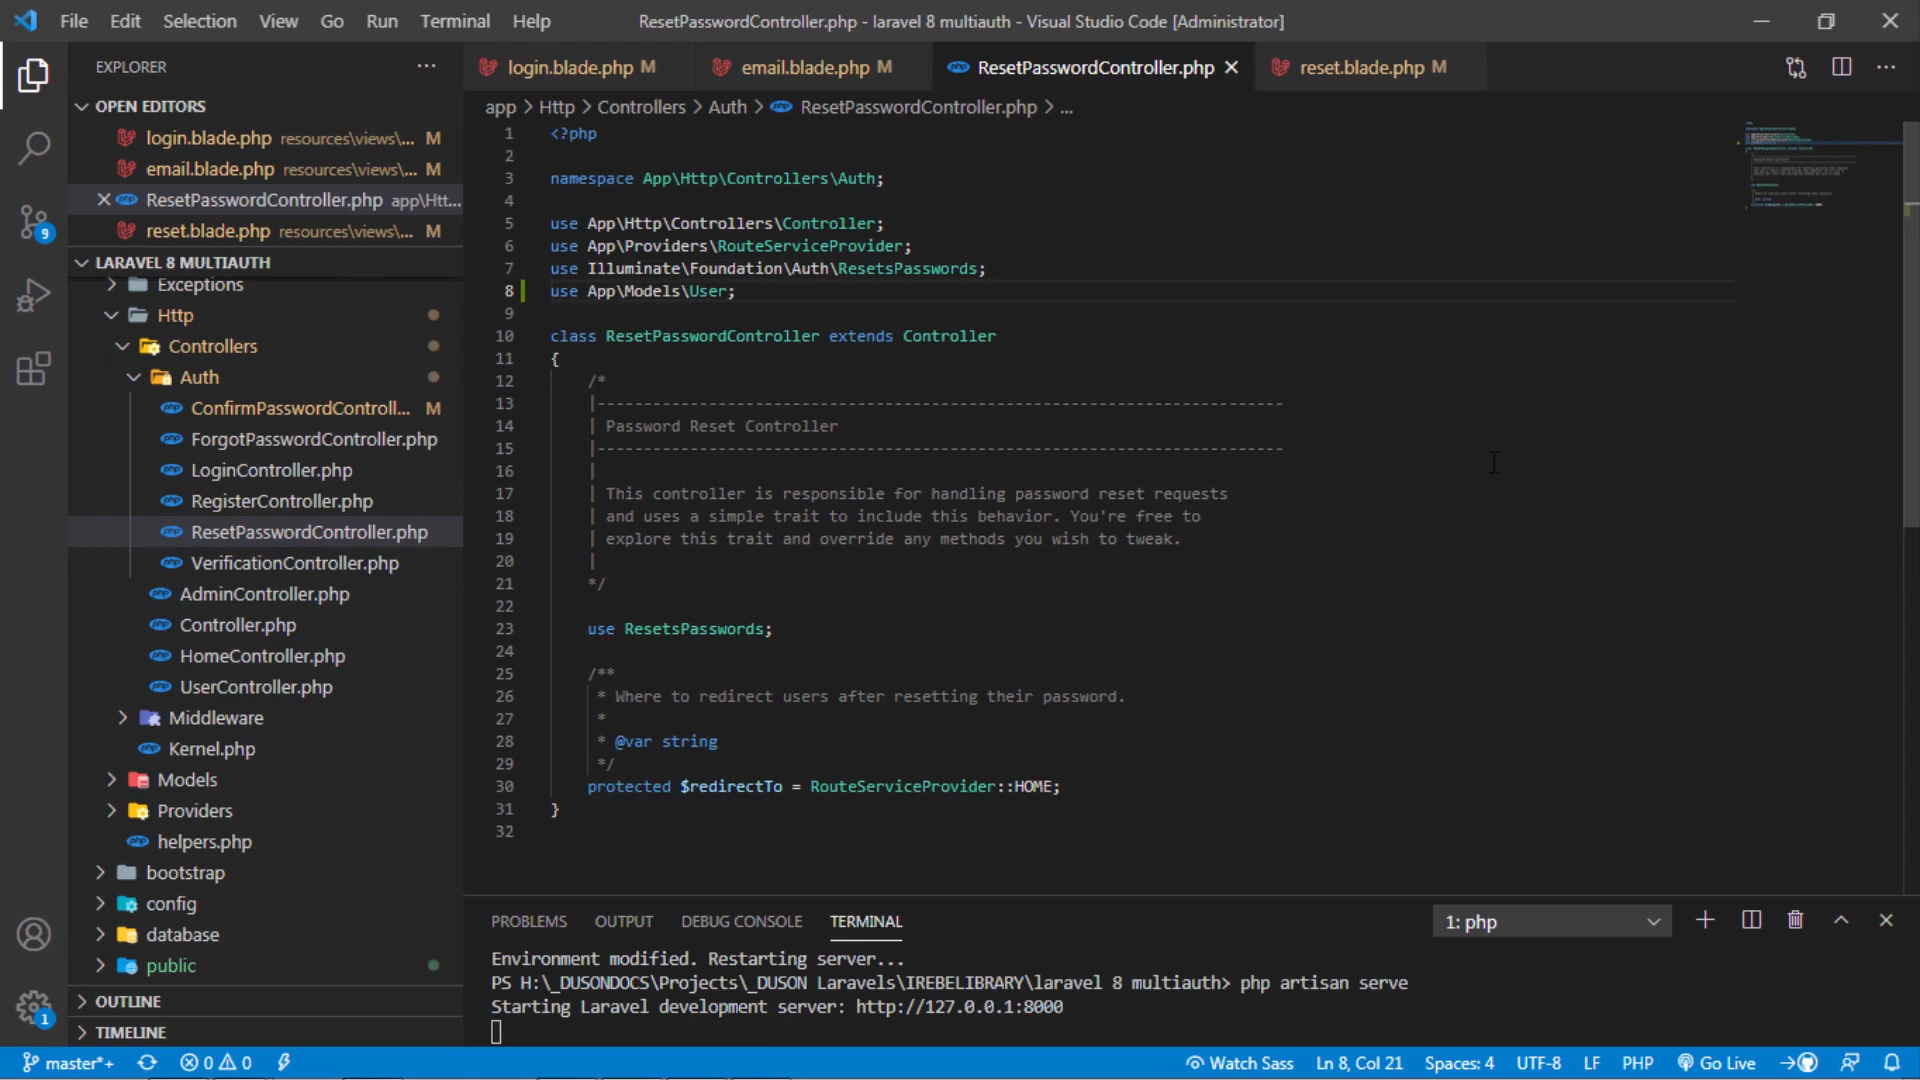 File Edit Selection View Go Run Terminal Help
ResetPasswordController.php - laravel 8 multiauth - Visual Studio Code [Administrator]
EXPLORER
OPEN EDITORS
login.blade.php resources\views\... M
email.blade.php resources\views\... M
ResetPasswordController.php app\Htt...
reset.blade.php resources\views\... M
LARAVEL 8 MULTIAUTH
Exceptions
Http
Controllers
Auth
ConfirmPasswordControll... M
ForgotPasswordController.php
LoginController.php
RegisterController.php
ResetPasswordController.php
VerificationController.php
AdminController.php
Controller.php
HomeController.php
UserController.php
Middleware
Kernel.php
Models
Providers
helpers.php
bootstrap
config
database
public
OUTLINE
TIMELINE
9
1
login.blade.php M email.blade.php M ResetPasswordController.php reset.blade.php M
app > Http > Controllers > Auth > ResetPasswordController.php > ...
1 <?php
2
3 namespace App\Http\Controllers\Auth;
4
5 use App\Http\Controllers\Controller;
6 use App\Providers\RouteServiceProvider;
7 use Illuminate\Foundation\Auth\ResetsPasswords;
8 use App\Models\User;
9
10 class ResetPasswordController extends Controller
11 {
12 /*
13 |--------------------------------------------------------------------------
14 | Password Reset Controller
15 |--------------------------------------------------------------------------
16 |
17 | This controller is responsible for handling password reset requests
18 | and uses a simple trait to include this behavior. You're free to
19 | explore this trait and override any methods you wish to tweak.
20 |
21 */
22
23 use ResetsPasswords;
24
25 /**
26 * Where to redirect users after resetting their password.
27 *
28 * @var string
29 */
30 protected $redirectTo = RouteServiceProvider::HOME;
31 }
32
PROBLEMS OUTPUT DEBUG CONSOLE TERMINAL
1: php
Environment modified. Restarting server...
PS H:\_DUSONDOCS\Projects\_DUSON Laravels\IREBELIBRARY\laravel 8 multiauth> php artisan serve
Starting Laravel development server: http://127.0.0.1:8000
master*+ 0 0 Watch Sass Ln 8, Col 21 Spaces: 4 UTF-8 LF PHP Go Live